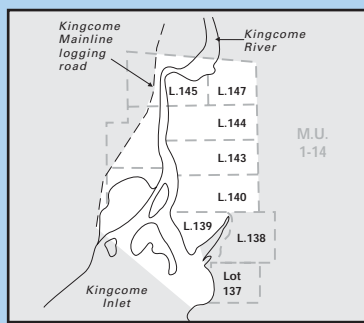 Kingcome
Mainline
logging
road
Kingcome
River
L.145
L.147
L.144
M.U.
1-14
L.143
L.140
L.139
L.138
Lot
137
Kingcome
Inlet